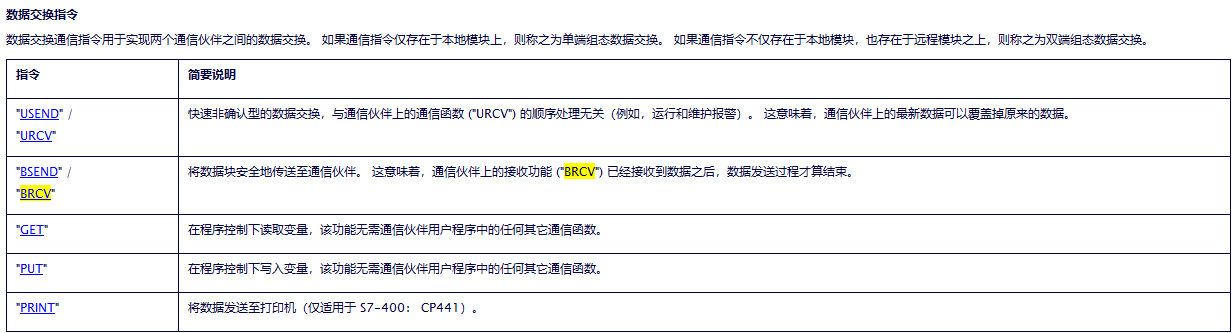 数据交换指令
数据交换通信指令用于实现两个通信伙伴之间的数据交换。 如果通信指令仅存在于本地模块上，则称之为单端组态数据交换。 如果通信指令不仅存在于本地模块，也存在于远程模块之上，则称之为双端组态数据交换。
指令 简要说明
"USEND" / 快速非确认型的数据交换，与通信伙伴上的通信函数 ("URCV") 的顺序处理无关（例如，运行和维护报警）。 这意味着，通信伙伴上的最新数据可以覆盖掉原来的数据。
"URCV"
"BSEND" / 将数据块安全地传送至通信伙伴。 这意味着，通信伙伴上的接收功能 ("BRCV") 已经接收到数据之后，数据发送过程才算结束。
"BRCV"
"GET" 在程序控制下读取变量，该功能无需通信伙伴用户程序中的任何其它通信函数。
"PUT" 在程序控制下写入变量，该功能无需通信伙伴用户程序中的任何其它通信函数。
"PRINT" 将数据发送至打印机（仅适用于 S7-400： CP441）。